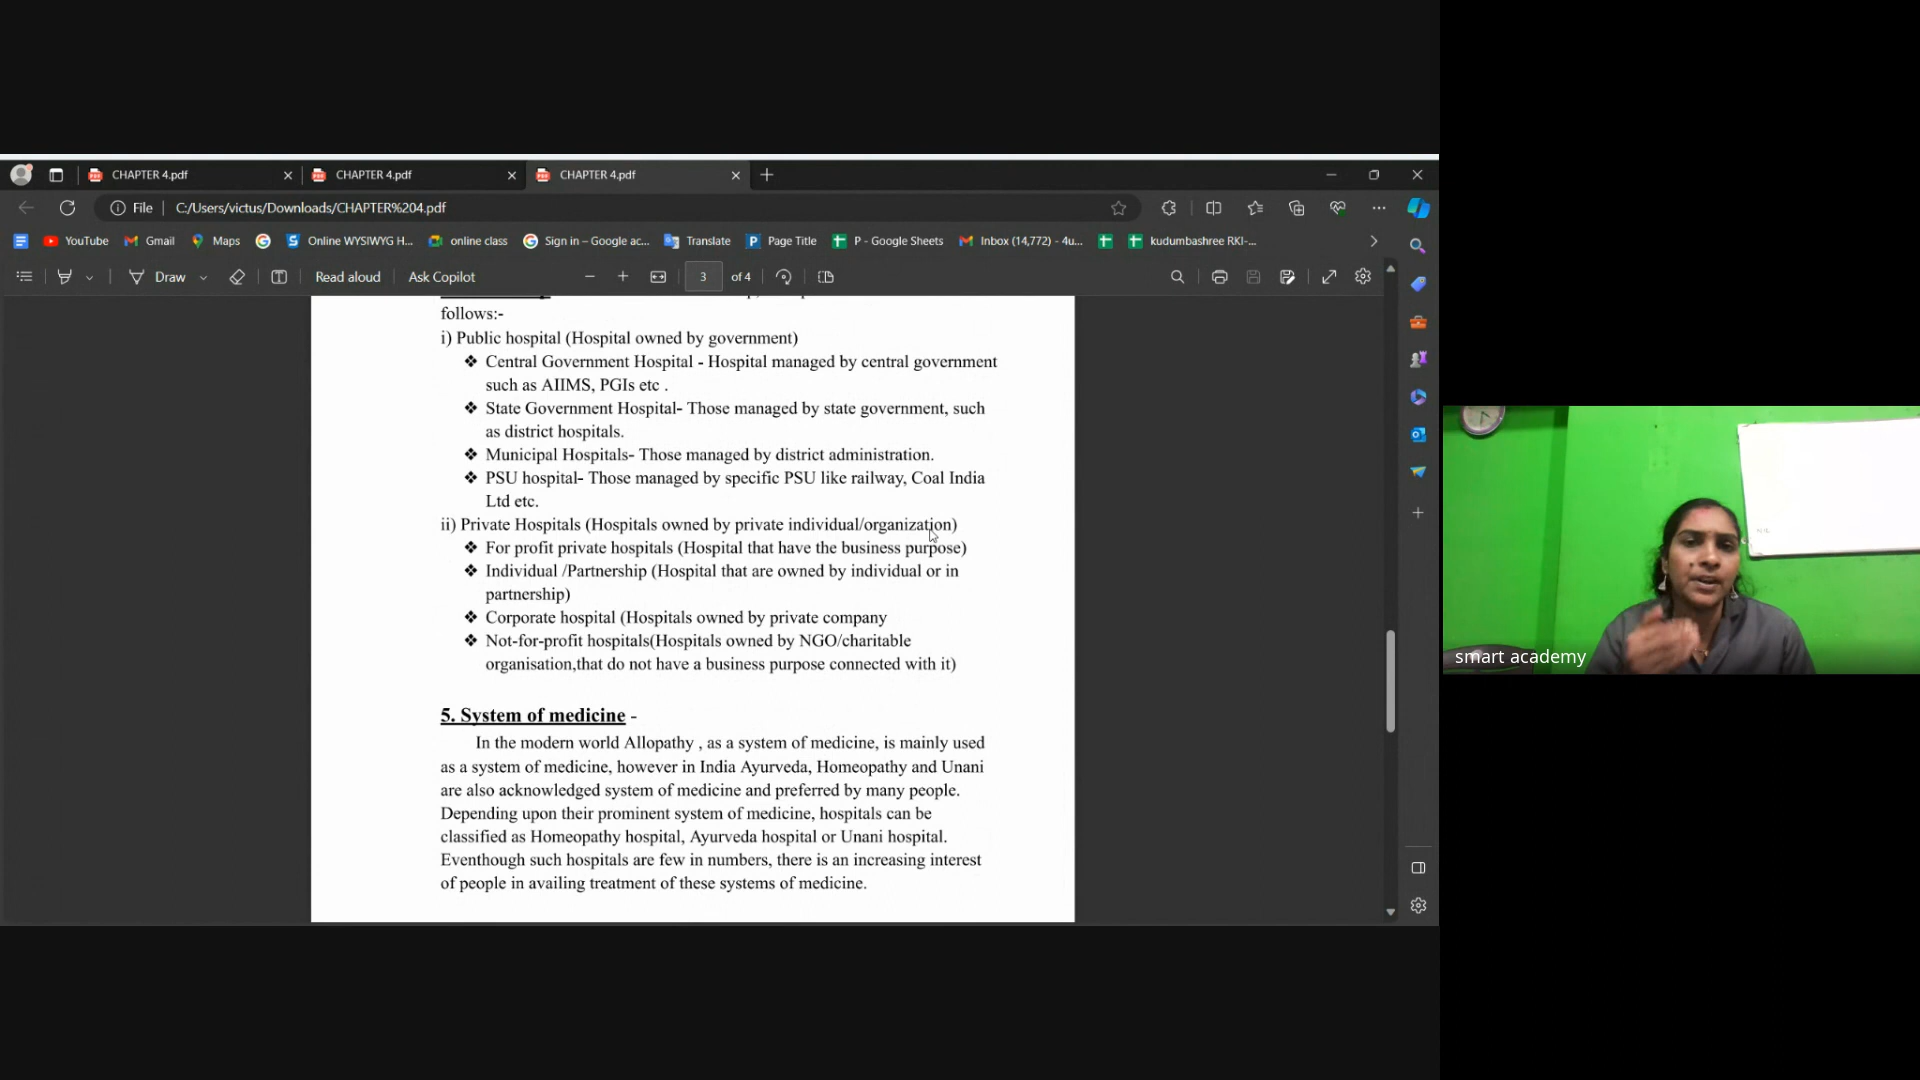 CHAPTER 4.pdf
CHAPTER 4.pdf
CHAPTER 4.pdf
File
C:/Users/victus/Downloads/CHAPTER%204.pdf
YouTube
Gmail
Maps
Online WYSIWYG H...
online class
Sign in – Google ac...
Translate
Page Title
P - Google Sheets
Inbox (14,772) - 4u...
kudumbashree RKI-...
Draw
Read aloud
Ask Copilot
3 of 4
follows:-
i) Public hospital (Hospital owned by government)
❖ Central Government Hospital - Hospital managed by central government
such as AIIMS, PGIs etc .
❖ State Government Hospital- Those managed by state government, such
as district hospitals.
❖ Municipal Hospitals- Those managed by district administration.
❖ PSU hospital- Those managed by specific PSU like railway, Coal India
Ltd etc.
ii) Private Hospitals (Hospitals owned by private individual/organization)
❖ For profit private hospitals (Hospital that have the business purpose)
❖ Individual /Partnership (Hospital that are owned by individual or in
partnership)
❖ Corporate hospital (Hospitals owned by private company
❖ Not-for-profit hospitals(Hospitals owned by NGO/charitable
organisation,that do not have a business purpose connected with it)
5. System of medicine -
In the modern world Allopathy , as a system of medicine, is mainly used
as a system of medicine, however in India Ayurveda, Homeopathy and Unani
are also acknowledged system of medicine and preferred by many people.
Depending upon their prominent system of medicine, hospitals can be
classified as Homeopathy hospital, Ayurveda hospital or Unani hospital.
Eventhough such hospitals are few in numbers, there is an increasing interest
of people in availing treatment of these systems of medicine.
smart academy